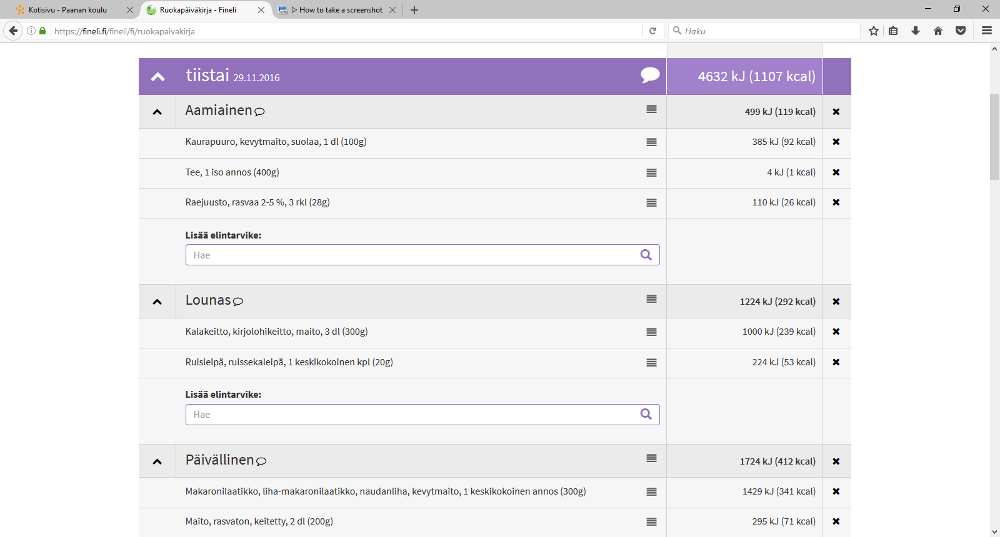 Kotisivu - Paanan koulu
Ruokapäiväkirja - Fineli
▷ How to take a screenshot
https://fineli.fi/fineli/fi/ruokapaivakirja
Haku
tiistai 29.11.2016
4632 kJ (1107 kcal)
Aamiainen
499 kJ (119 kcal)
Kaurapuuro, kevytmaito, suolaa, 1 dl (100g)
385 kJ (92 kcal)
Tee, 1 iso annos (400g)
4 kJ (1 kcal)
Raejuusto, rasvaa 2-5 %, 3 rkl (28g)
110 kJ (26 kcal)
Lisää elintarvike:
Hae
Lounas
1224 kJ (292 kcal)
Kalakeitto, kirjolohikeitto, maito, 3 dl (300g)
1000 kJ (239 kcal)
Ruisleipä, ruissekaleipä, 1 keskikokoinen kpl (20g)
224 kJ (53 kcal)
Lisää elintarvike:
Hae
Päivällinen
1724 kJ (412 kcal)
Makaronilaatikko, liha-makaronilaatikko, naudanliha, kevytmaito, 1 keskikokoinen annos (300g)
1429 kJ (341 kcal)
Maito, rasvaton, keitetty, 2 dl (200g)
295 kJ (71 kcal)